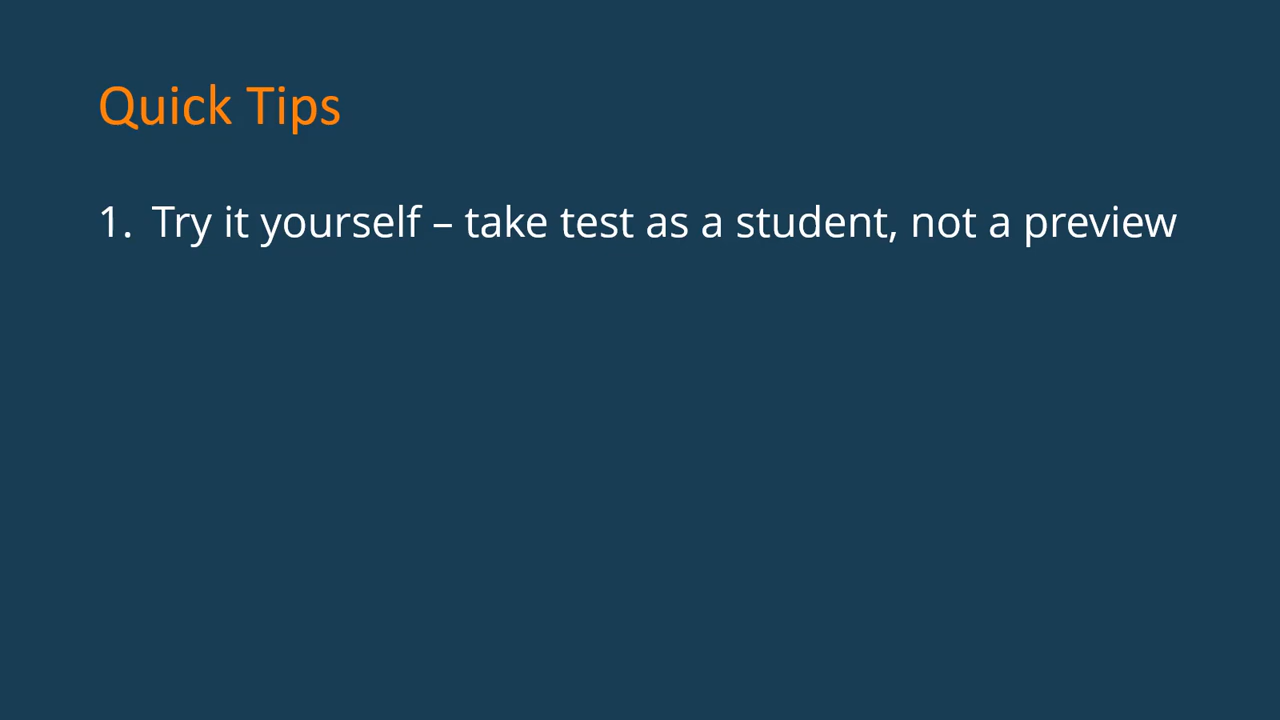 Quick Tips
1. Try it yourself – take test as a student, not a preview